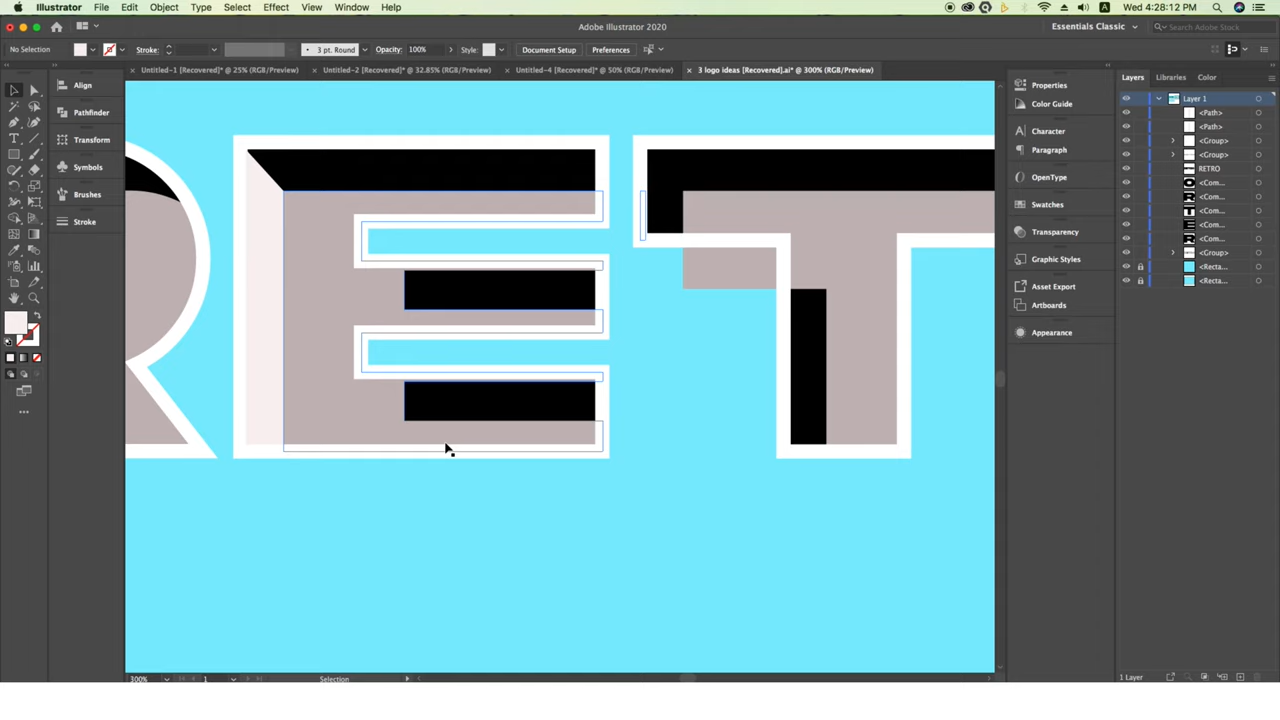 Illustrator File Edit Object Type Select Effect View Window Help
A Wed 4:28:12 PM
Adobe Illustrator 2020
Essentials Classic
Search Adobe Stock
No Selection Stroke: 3 pt. Round Opacity: 100% Style: Document Setup Preferences
Untitled-1 [Recovered]* @ 25% (RGB/Preview)
Untitled-2 [Recovered]* @ 32.85% (RGB/Preview)
Untitled-4 [Recovered]* @ 50% (RGB/Preview)
3 logo ideas [Recovered].ai* @ 300% (RGB/Preview)
Align
Pathfinder
Transform
Symbols
Brushes
Stroke
RET
Properties
Color Guide
Character
Paragraph
OpenType
Swatches
Transparency
Graphic Styles
Asset Export
Artboards
Appearance
Layers Libraries Color
Layer 1
<Path>
<Path>
<Group>
<Group>
RETRO
<Com...
<Com...
<Com...
<Com...
<Com...
<Group>
<Recta...
<Recta...
300% 1 Selection
1 Layer